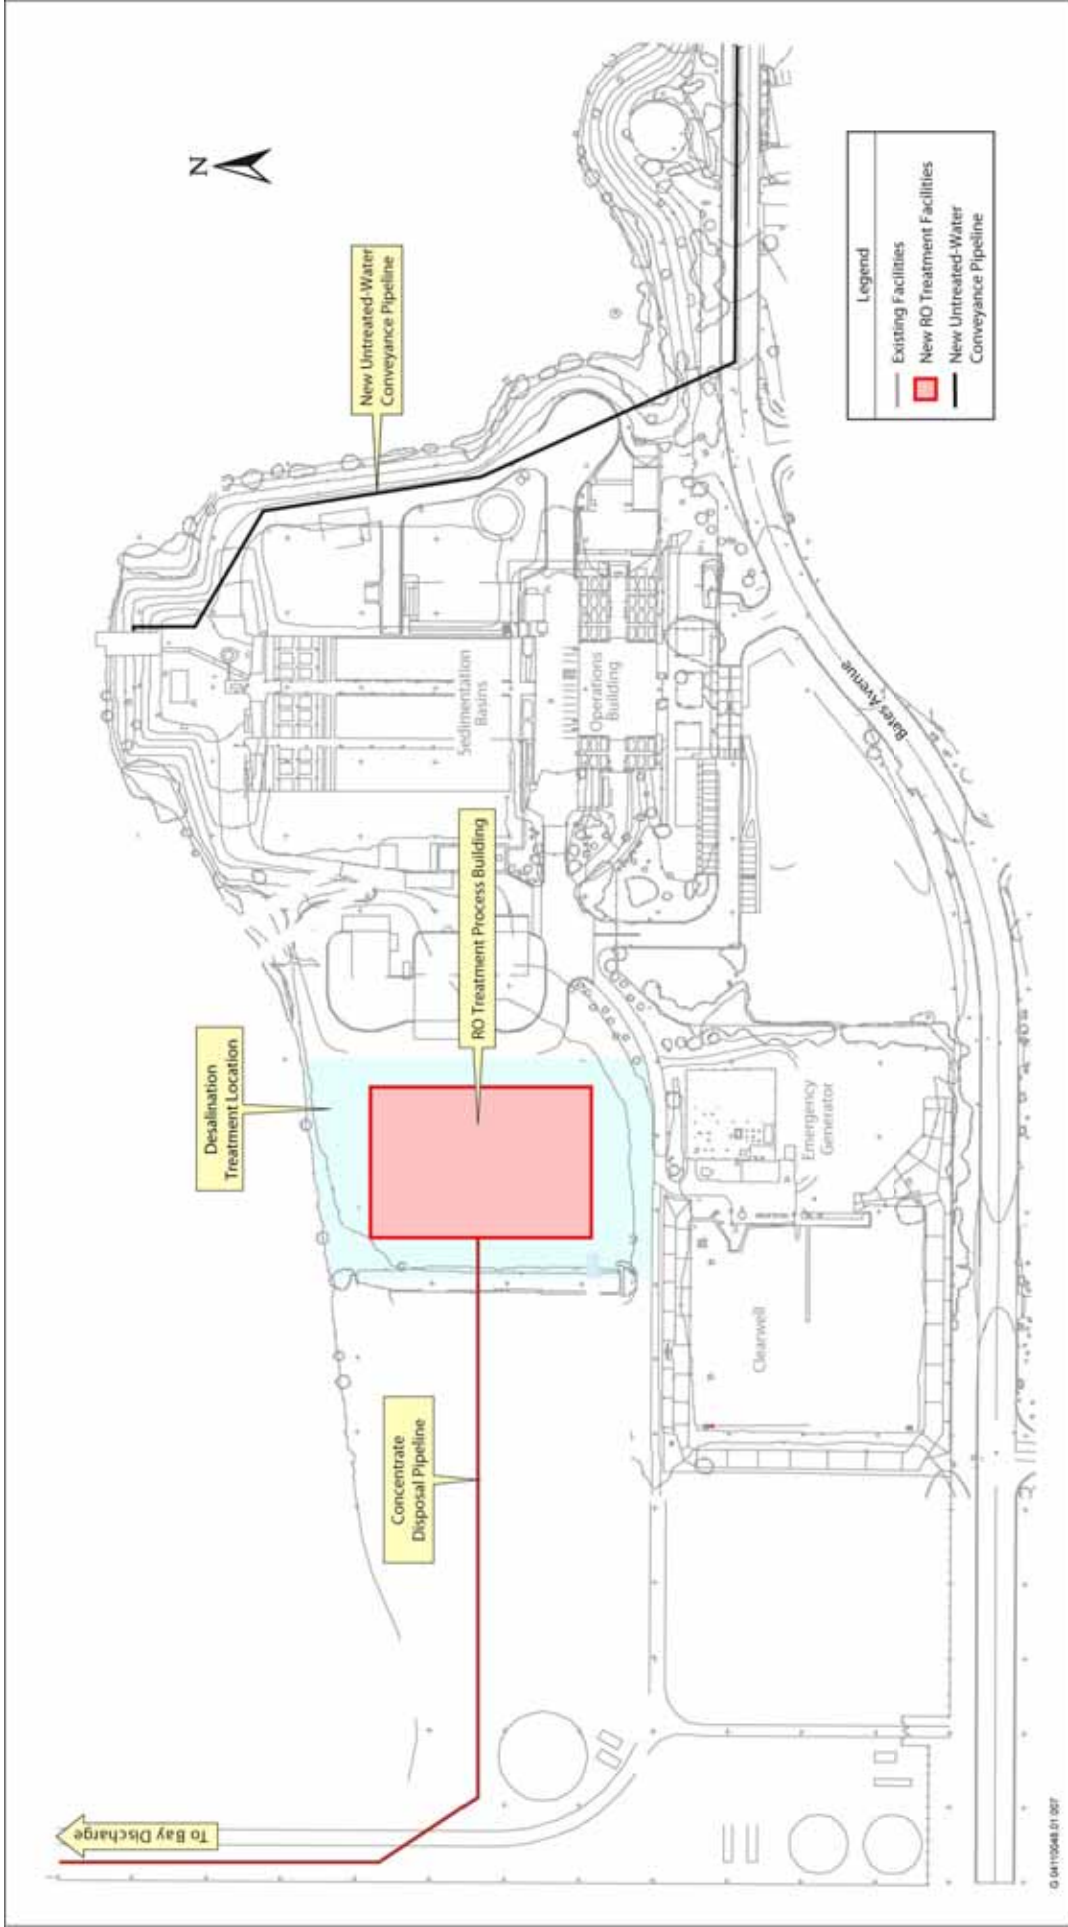 To Bay Discharge
Concentrate
Disposal Pipeline
Desalination
Treatment Location
RO Treatment Process Building
New Untreated-Water
Conveyance Pipeline
N
Sedimentation
Basins
Operations
Building
Emergency
Generator
Clearwell
Bates Avenue
Legend
Existing Facilities
New RO Treatment Facilities
New Untreated-Water
Conveyance Pipeline